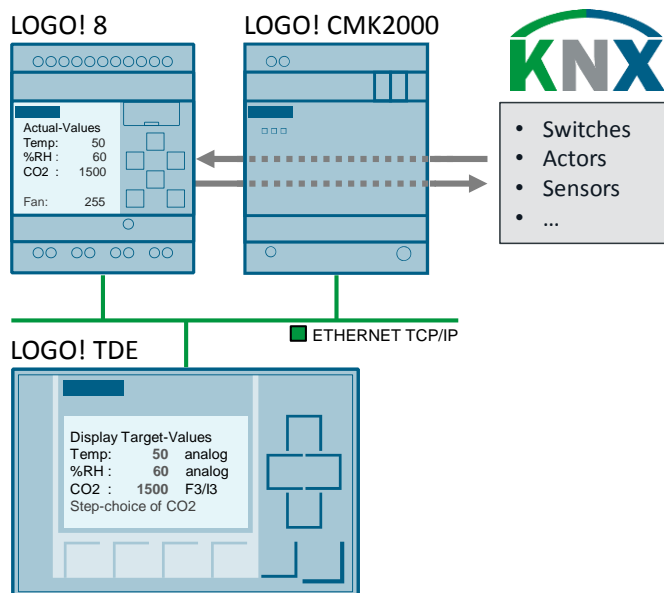 LOGO! 8
LOGO! CMK2000
KNX
Actual-Values
Temp: 50
%RH : 60
CO2 : 1500
Fan: 255
• Switches
• Actors
• Sensors
• ...
ETHERNET TCP/IP
LOGO! TDE
Display Target-Values
Temp: 50 analog
%RH : 60 analog
CO2 : 1500 F3/I3
Step-choice of CO2